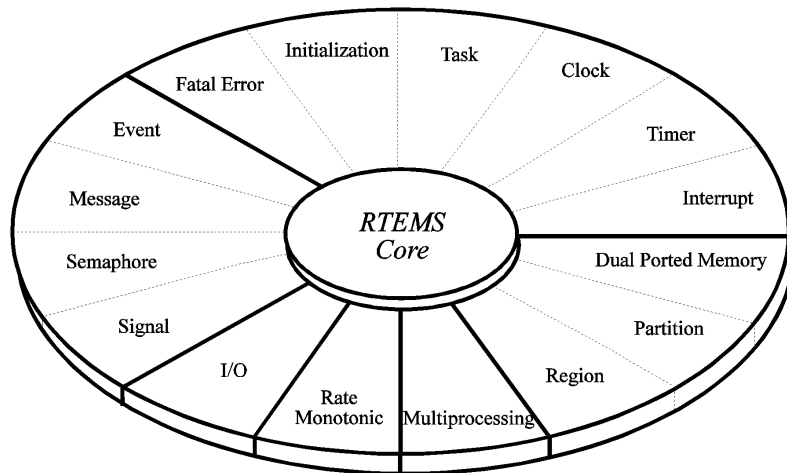 Initialization
Task
Fatal Error
Clock
Event
Timer
Message
Interrupt
RTEMS
Core
Semaphore
Dual Ported Memory
Signal
Partition
I/O
Region
Rate
Monotonic
Multiprocessing